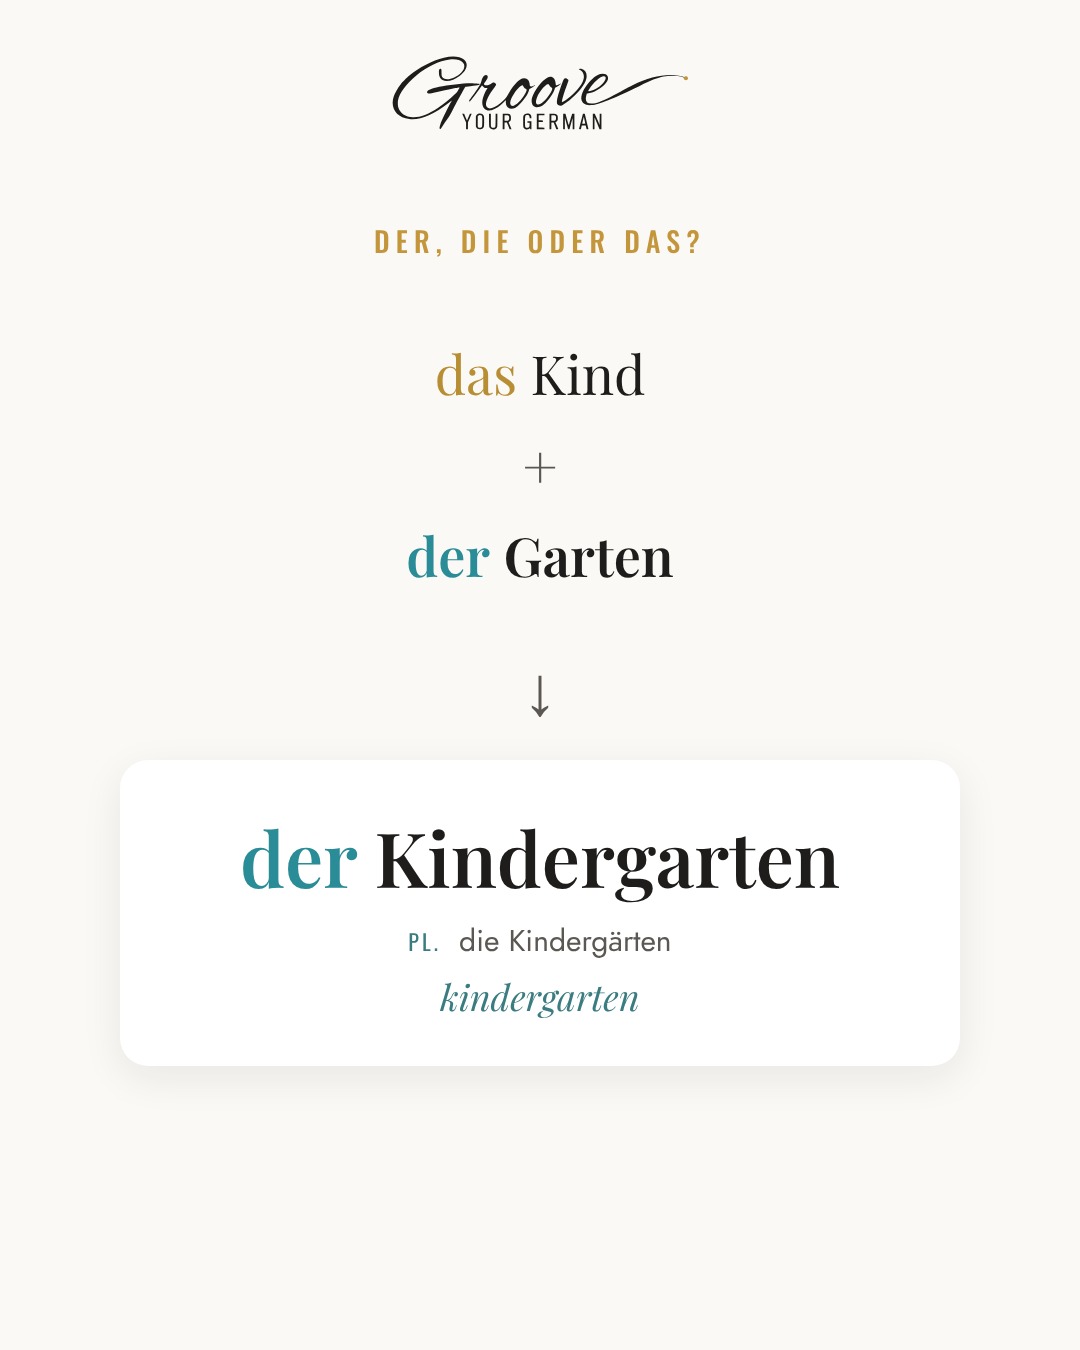 Groove
YOUR GERMAN
DER, DIE ODER DAS?
das Kind
+
der Garten
↓
der Kindergarten
PL. die Kindergärten
kindergarten